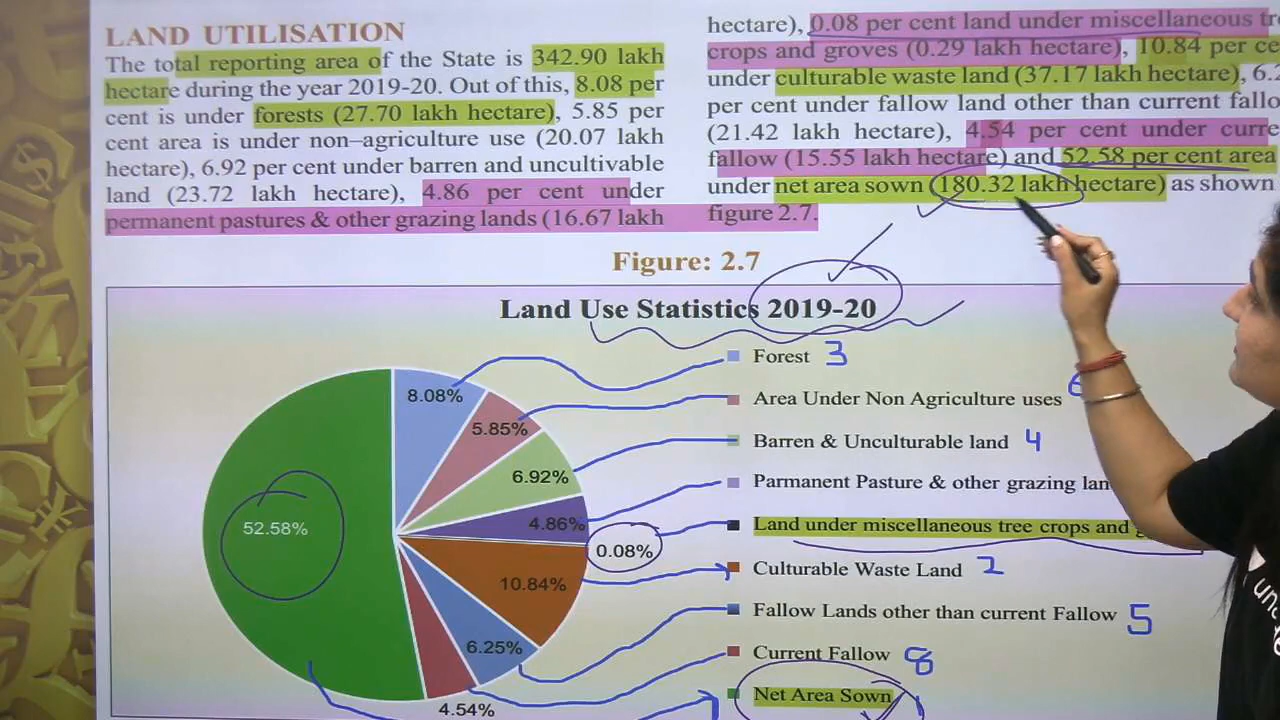 LAND UTILISATION
The total reporting area of the State is 342.90 lakh
hectare during the year 2019-20. Out of this, 8.08 per
cent is under forests (27.70 lakh hectare), 5.85 per
cent area is under non–agriculture use (20.07 lakh
hectare), 6.92 per cent under barren and uncultivable
land (23.72 lakh hectare), 4.86 per cent under
permanent pastures & other grazing lands (16.67 lakh
hectare), 0.08 per cent land under miscellaneous
crops and groves (0.29 lakh hectare), 10.84 per
under culturable waste land (37.17 lakh hectare),
per cent under fallow land other than current
(21.42 lakh hectare), 4.54 per cent under
fallow (15.55 lakh hectare) and 52.58 per cent area
under net area sown (180.32 lakh hectare) as shown
figure 2.7.
Figure: 2.7
Land Use Statistics 2019-20
Forest 3
Area Under Non Agriculture uses 6
Barren & Unculturable land 4
Parmanent Pasture & other grazing
Land under miscellaneous tree crops and
Culturable Waste Land 2
Fallow Lands other than current Fallow 5
Current Fallow 8
Net Area Sown 1
8.08%
5.85%
6.92%
4.86%
0.08%
10.84%
6.25%
4.54%
52.58%